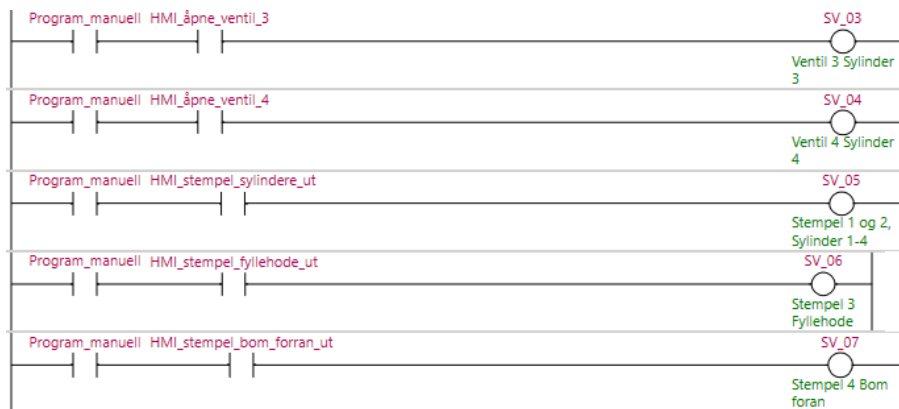 Program_manuell HMI_åpne_ventil_3 SV_03
Ventil 3 Sylinder
3
Program_manuell HMI_åpne_ventil_4 SV_04
Ventil 4 Sylinder
4
Program_manuell HMI_stempel_sylindere_ut SV_05
Stempel 1 og 2,
Sylinder 1-4
Program_manuell HMI_stempel_fyllehode_ut SV_06
Stempel 3
Fyllehode
Program_manuell HMI_stempel_bom_forran_ut SV_07
Stempel 4 Bom
foran